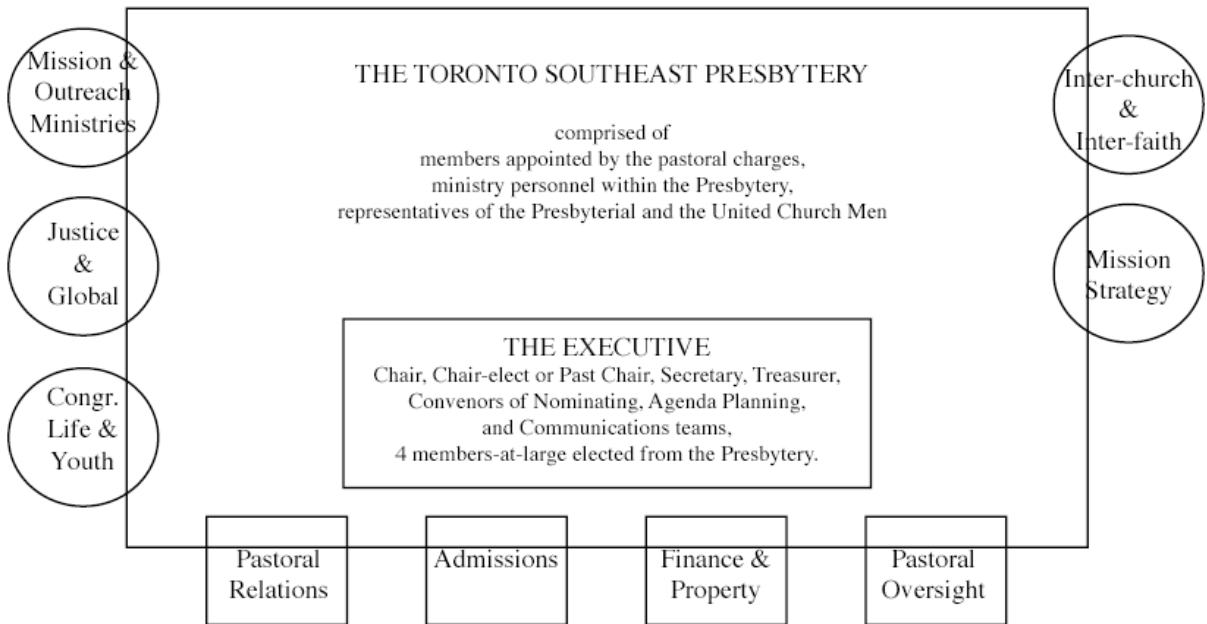 Mission &
Outreach
Ministries
Justice
&
Global
Congr.
Life &
Youth
THE TORONTO SOUTHEAST PRESBYTERY
comprised of
members appointed by the pastoral charges,
ministry personnel within the Presbytery,
representatives of the Presbyterial and the United Church Men
THE EXECUTIVE
Chair, Chair-elect or Past Chair, Secretary, Treasurer,
Convenors of Nominating, Agenda Planning,
and Communications teams,
4 members-at-large elected from the Presbytery.
Inter-church
&
Inter-faith
Mission
Strategy
Pastoral
Relations
Admissions
Finance &
Property
Pastoral
Oversight